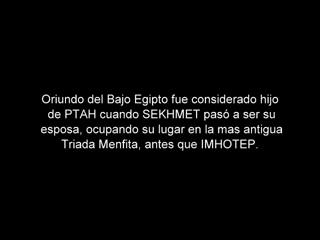 Oriundo del Bajo Egipto fue considerado hijo
de PTAH cuando SEKHMET pasó a ser su
esposa, ocupando su lugar en la mas antigua
Triada Menfita, antes que IMHOTEP.